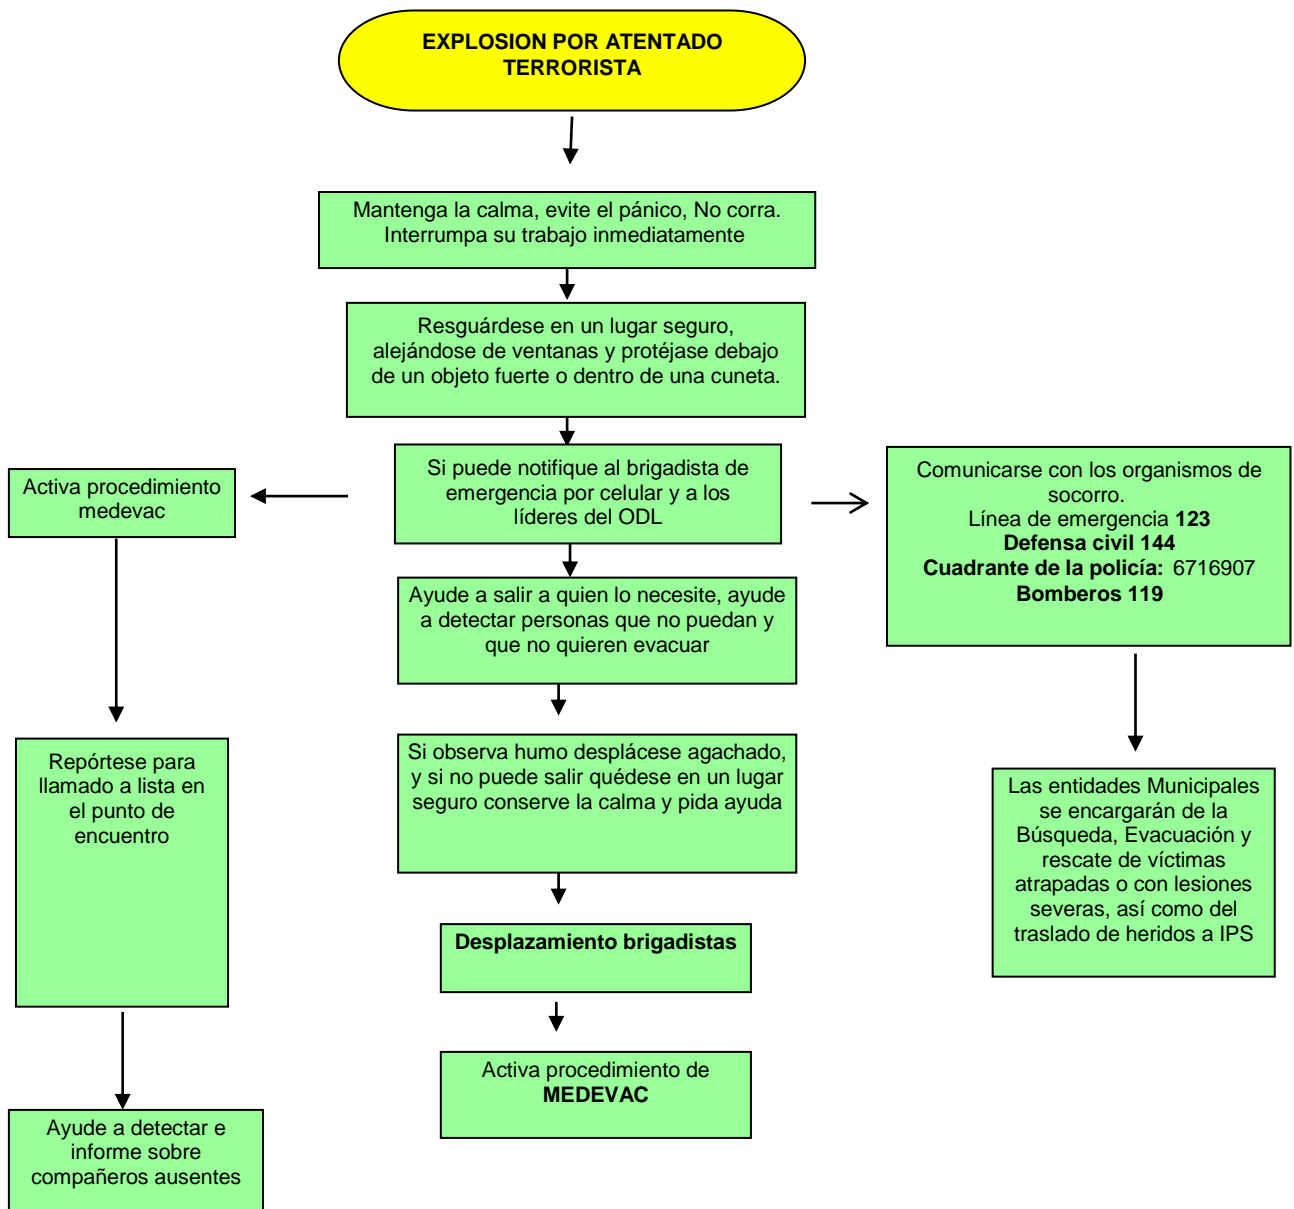 EXPLOSION POR ATENTADO
TERRORISTA
Mantenga la calma, evite el pánico, No corra.
Interrumpa su trabajo inmediatamente
Resguárdese en un lugar seguro,
alejándose de ventanas y protéjase debajo
de un objeto fuerte o dentro de una cuneta.
Si puede notifique al brigadista de
emergencia por celular y a los
líderes del ODL
Activa procedimiento
medevac
Comunicarse con los organismos de
socorro.
Línea de emergencia 123
Defensa civil 144
Cuadrante de la policía: 6716907
Bomberos 119
Ayude a salir a quien lo necesite, ayude
a detectar personas que no puedan y
que no quieren evacuar
Repórtese para
llamado a lista en
el punto de
encuentro
Si observa humo desplácese agachado,
y si no puede salir quédese en un lugar
seguro conserve la calma y pida ayuda
Las entidades Municipales
se encargarán de la
Búsqueda, Evacuación y
rescate de víctimas
atrapadas o con lesiones
severas, así como del
traslado de heridos a IPS
Desplazamiento brigadistas
Activa procedimiento de
MEDEVAC
Ayude a detectar e
informe sobre
compañeros ausentes